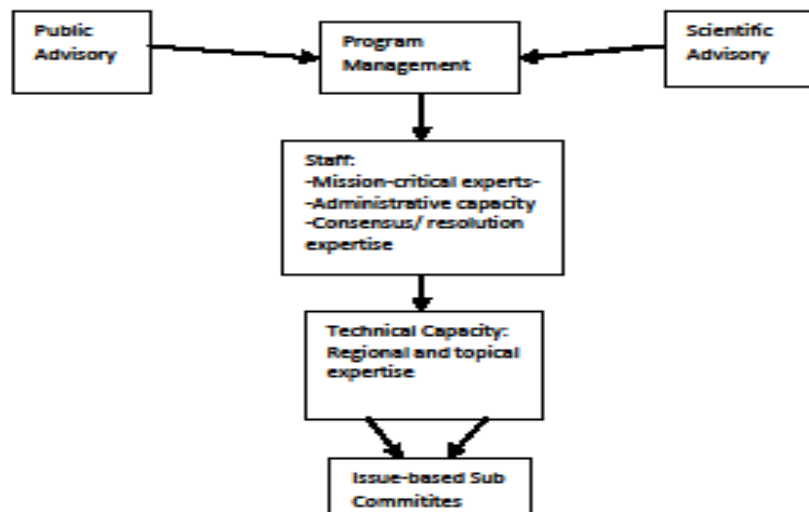 Public
Advisory
Program
Management
Scientific
Advisory
Staff:
-Mission-critical experts-
-Administrative capacity
-Consensus/ resolution
expertise
Technical Capacity:
Regional and topical
expertise
Issue-based Sub
Commitites